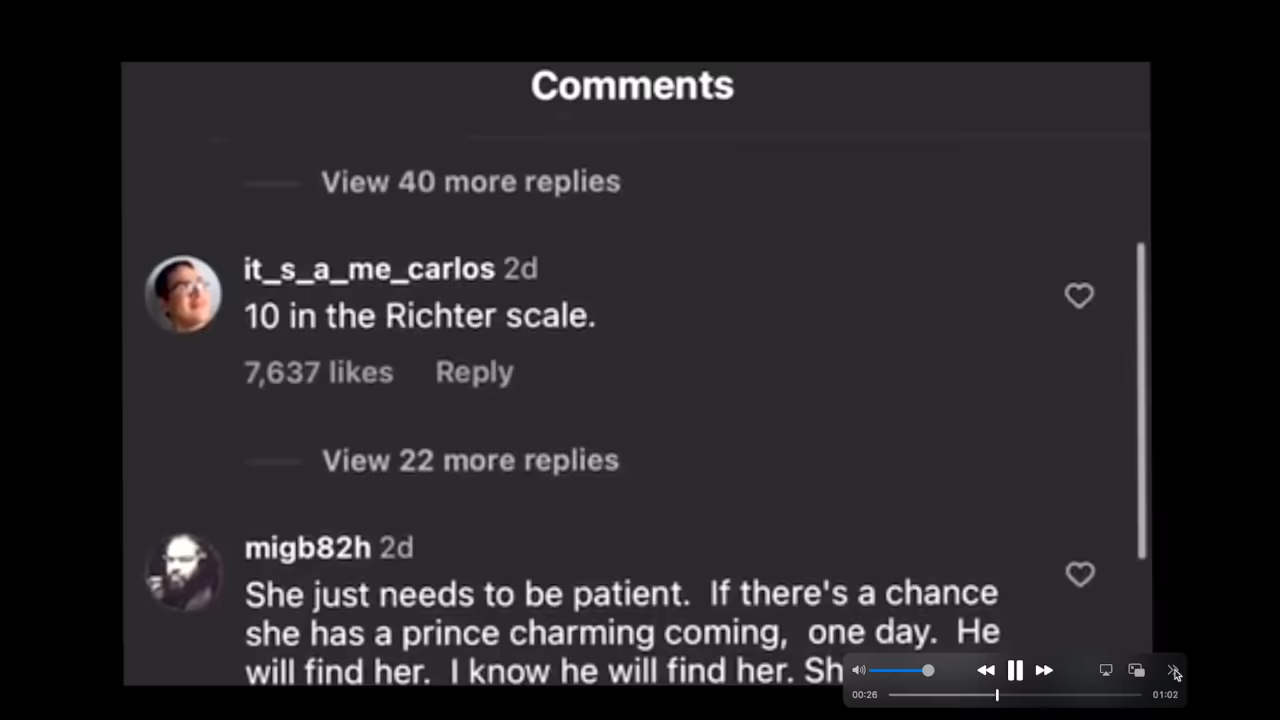 Comments
View 40 more replies
it_s_a_me_carlos 2d
10 in the Richter scale.
7,637 likes Reply
View 22 more replies
migb82h 2d
She just needs to be patient. If there's a chance
she has a prince charming coming, one day. He
will find her. I know he will find her. Sh
00:26 01:02